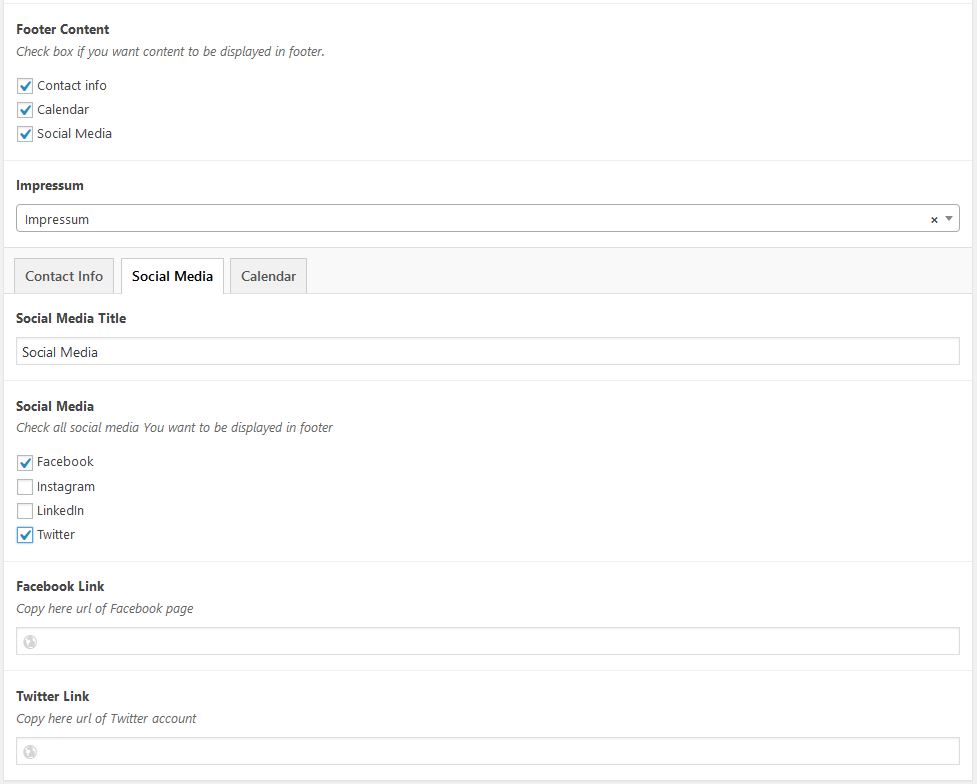 Footer Content
Check box if you want content to be displayed in footer.
Contact info
Calendar
Social Media
Impressum
Impressum
Contact Info
Social Media
Calendar
Social Media Title
Social Media
Social Media
Check all social media You want to be displayed in footer
Facebook
Instagram
LinkedIn
Twitter
Facebook Link
Copy here url of Facebook page
Twitter Link
Copy here url of Twitter account